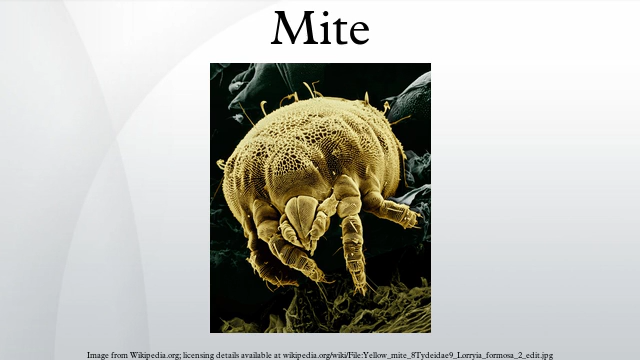 Mite
Image from Wikipedia.org; licensing details available at wikipedia.org/wiki/File:Yellow_mite_8Tydeidae9_Lorryia_formosa_2_edit.jpg